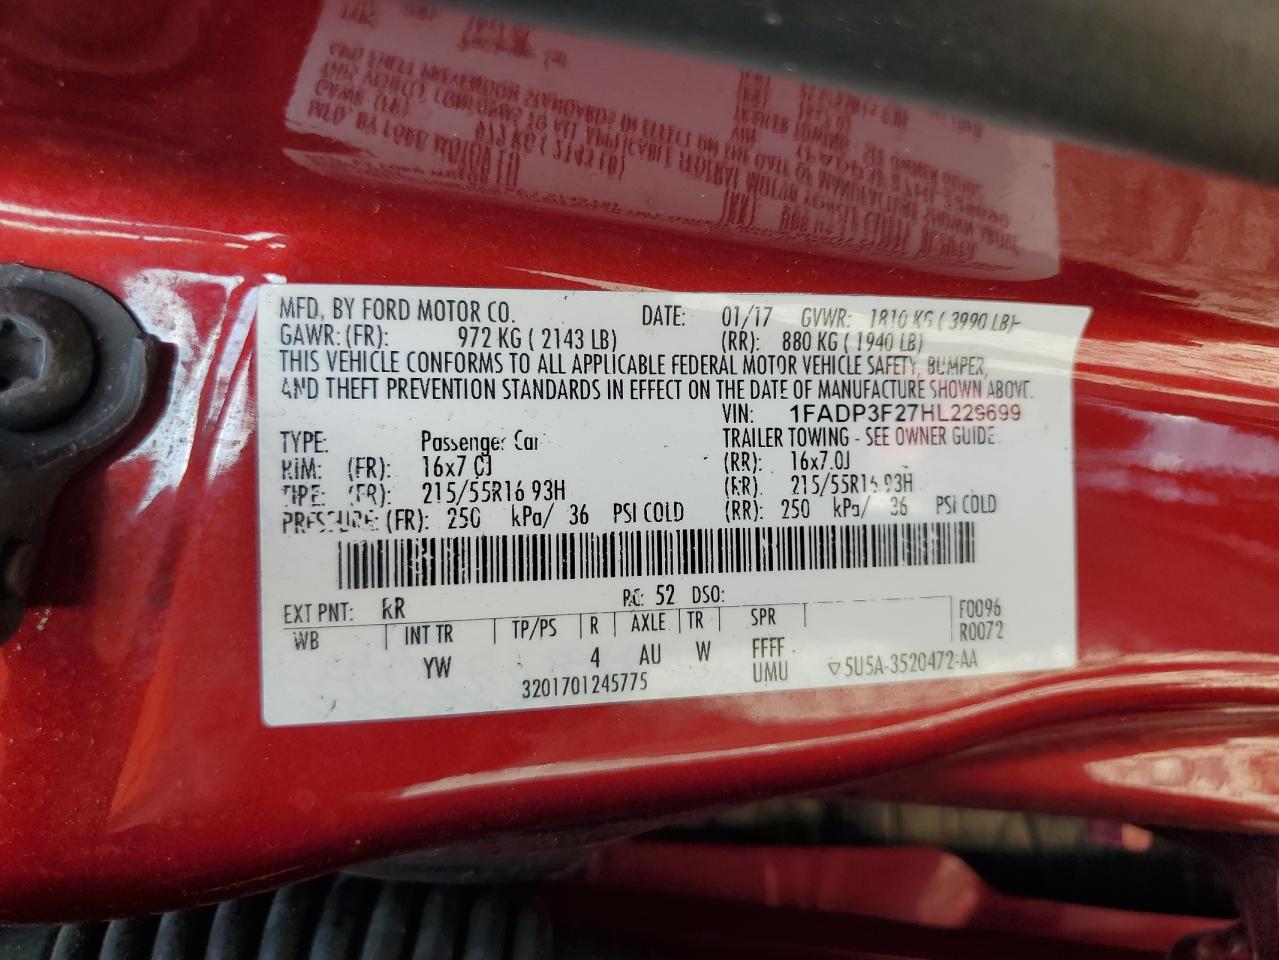 MFD. BY FORD MOTOR CO. DATE: 01/17 GVWR: 1810 KG ( 3990 LB)
GAWR: (FR): 972 KG ( 2143 LB) (RR): 880 KG ( 1940 LB)
THIS VEHICLE CONFORMS TO ALL APPLICABLE FEDERAL MOTOR VEHICLE SAFETY, BUMPER,
AND THEFT PREVENTION STANDARDS IN EFFECT ON THE DATE OF MANUFACTURE SHOWN ABOVE.
VIN: 1FADP3F27HL229699
TYPE: Passenger Car TRAILER TOWING - SEE OWNER GUIDE
RIM: (FR): 16x7.0J (RR): 16x7.0J
TIRE: (FR): 215/55R16 93H (RR): 215/55R16 93H
PRESSURE: (FR): 250 kPa/ 36 PSI COLD (RR): 250 kPa/ 36 PSI COLD
EXT PNT: RR RC: 52 DSO:
WB INT TR TP/PS R AXLE TR SPR F0096
R0072
YW 4 AU W FFFF
UMU
3201701245775 ▽5U5A-3520472-AA